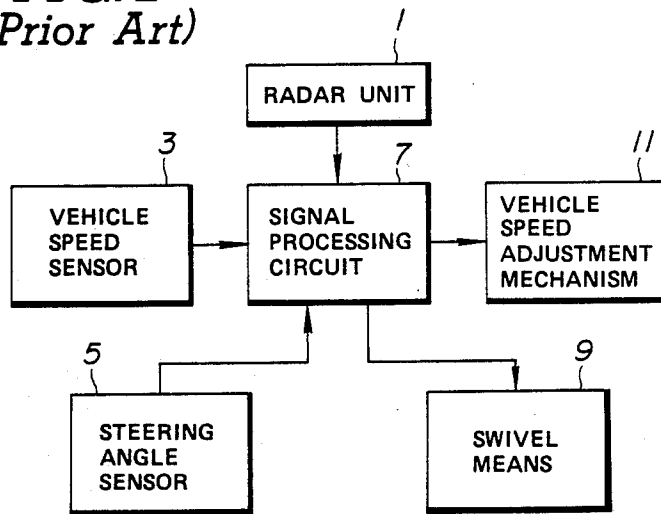 (Prior Art)
1
RADAR UNIT
3
VEHICLE
SPEED
SENSOR
7
SIGNAL
PROCESSING
CIRCUIT
11
VEHICLE
SPEED
ADJUSTMENT
MECHANISM
5
STEERING
ANGLE
SENSOR
9
SWIVEL
MEANS